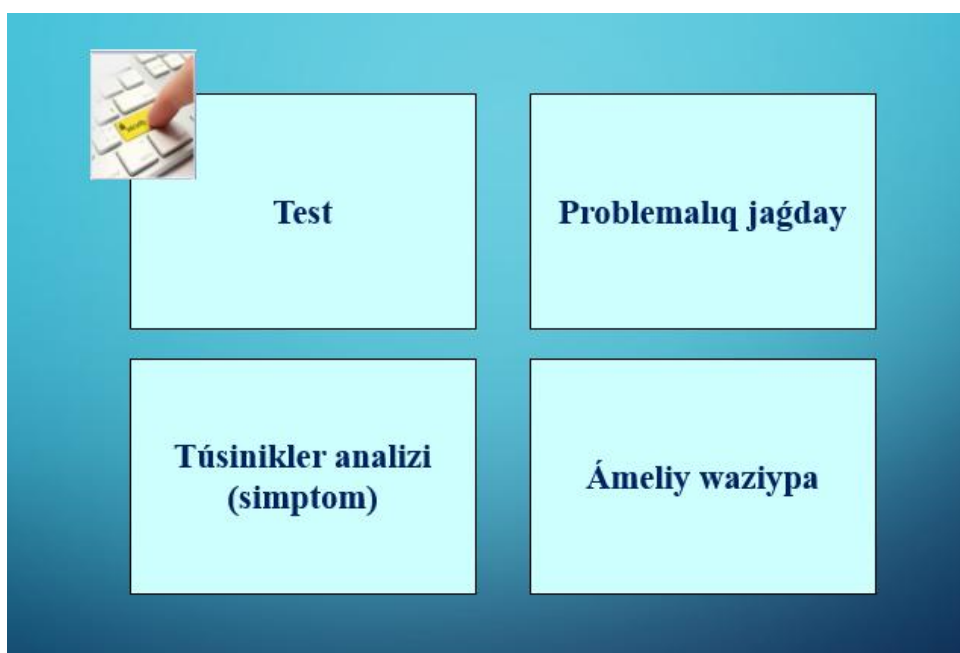 Test
Problemalıq jaǵday
Túsinikler analizi
(simptom)
Ámeliy waziypa